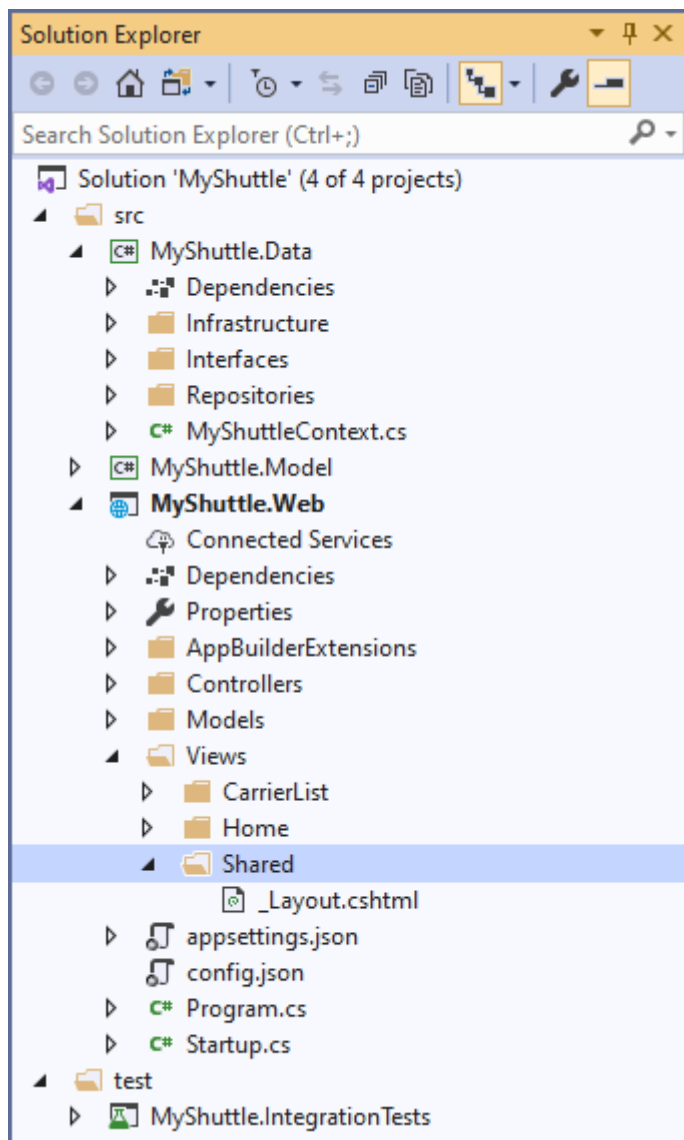 Solution Explorer
Search Solution Explorer (Ctrl+;)
Solution 'MyShuttle' (4 of 4 projects)
src
C# MyShuttle.Data
Dependencies
Infrastructure
Interfaces
Repositories
C# MyShuttleContext.cs
C# MyShuttle.Model
MyShuttle.Web
Connected Services
Dependencies
Properties
AppBuilderExtensions
Controllers
Models
Views
CarrierList
Home
Shared
_Layout.cshtml
appsettings.json
config.json
C# Program.cs
C# Startup.cs
test
MyShuttle.IntegrationTests